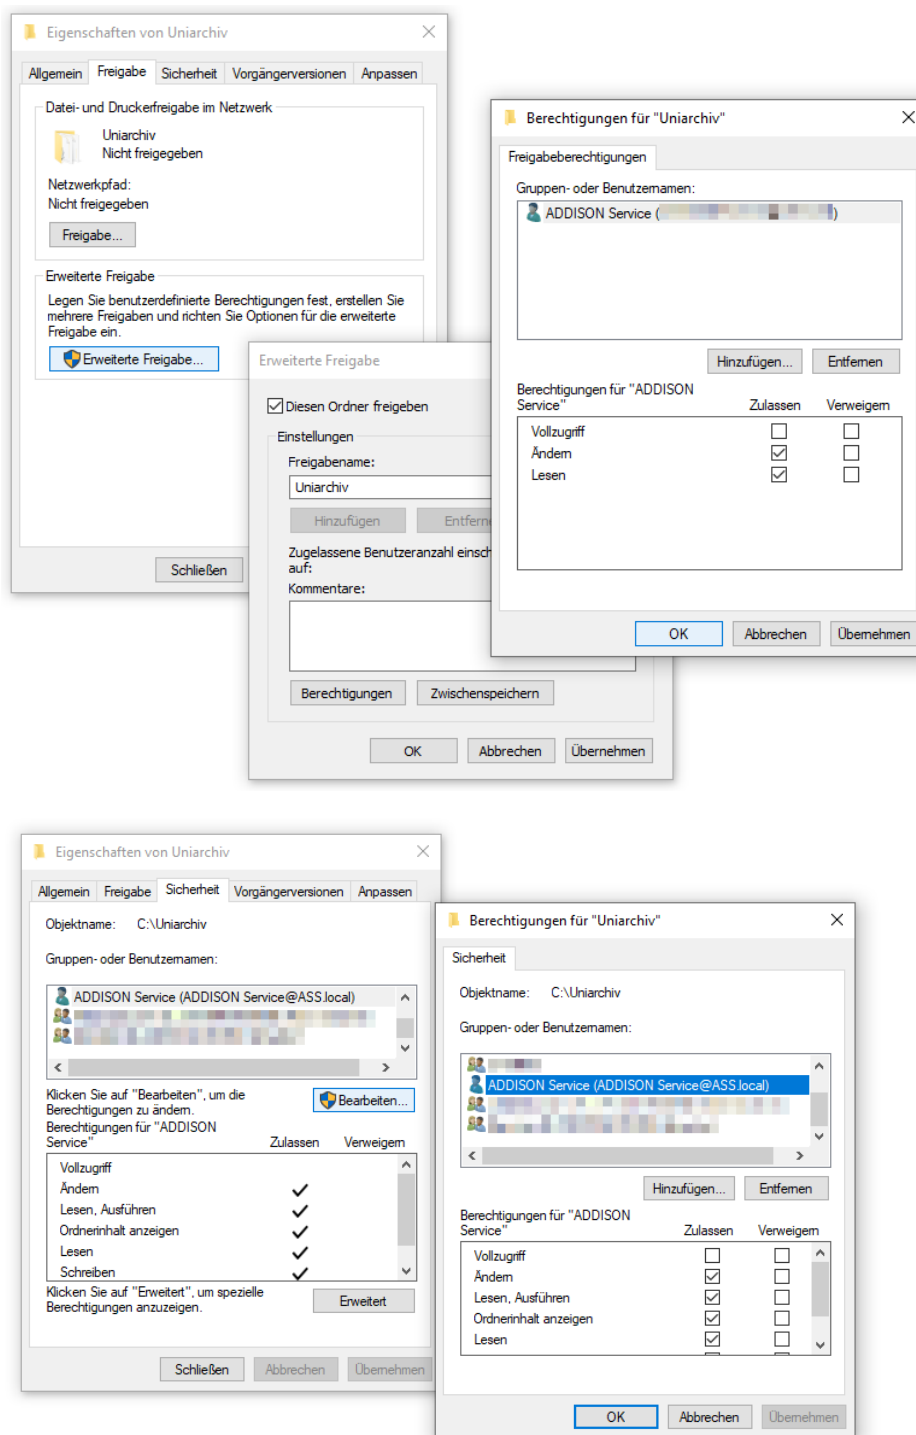 Eigenschaften von Uniarchiv
Allgemein Freigabe Sicherheit Vorgängerversionen Anpassen
Datei- und Druckerfreigabe im Netzwerk
Uniarchiv
Nicht freigegeben
Netzwerkpfad:
Nicht freigegeben
Freigabe...
Erweiterte Freigabe
Legen Sie benutzerdefinierte Berechtigungen fest, erstellen Sie
mehrere Freigaben und richten Sie Optionen für die erweiterte
Freigabe ein.
Erweiterte Freigabe...
Schließen
Erweiterte Freigabe
Diesen Ordner freigeben
Einstellungen
Freigabename:
Uniarchiv
Hinzufügen
Zugelassene Benutzeranzahl
auf:
Kommentare:
Berechtigungen Zwischenspeichern
OK Abbrechen Übernehmen
Berechtigungen für "Uniarchiv"
Freigabeberechtigungen
Gruppen- oder Benutzernamen:
ADDISON Service ( )
Hinzufügen... Entfernen
Berechtigungen für "ADDISON
Service" Zulassen Verweigern
Vollzugriff
Ändern
Lesen
OK Abbrechen Übernehmen
Eigenschaften von Uniarchiv
Allgemein Freigabe Sicherheit Vorgängerversionen Anpassen
Objektname: C:\Uniarchiv
Gruppen- oder Benutzernamen:
ADDISON Service (ADDISON Service@ASS.local)
Klicken Sie auf "Bearbeiten", um die
Berechtigungen zu ändern.
Bearbeiten...
Berechtigungen für "ADDISON
Service" Zulassen Verweigern
Vollzugriff
Ändern
Lesen, Ausführen
Ordnerinhalt anzeigen
Lesen
Schreiben
Klicken Sie auf "Erweitert", um spezielle
Berechtigungen anzuzeigen.
Erweitert
Schließen Abbrechen Übernehmen
Berechtigungen für "Uniarchiv"
Sicherheit
Objektname: C:\Uniarchiv
Gruppen- oder Benutzernamen:
ADDISON Service (ADDISON Service@ASS.local)
Hinzufügen... Entfernen
Berechtigungen für "ADDISON
Service" Zulassen Verweigern
Vollzugriff
Ändern
Lesen, Ausführen
Ordnerinhalt anzeigen
Lesen
OK Abbrechen Übernehmen